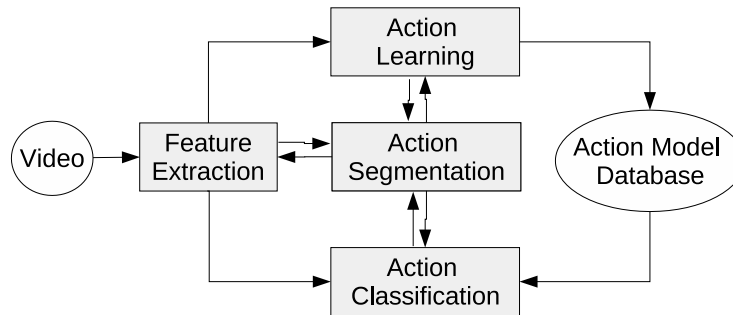 Action
Learning
Video
Feature
Extraction
Action
Segmentation
Action Model
Database
Action
Classification